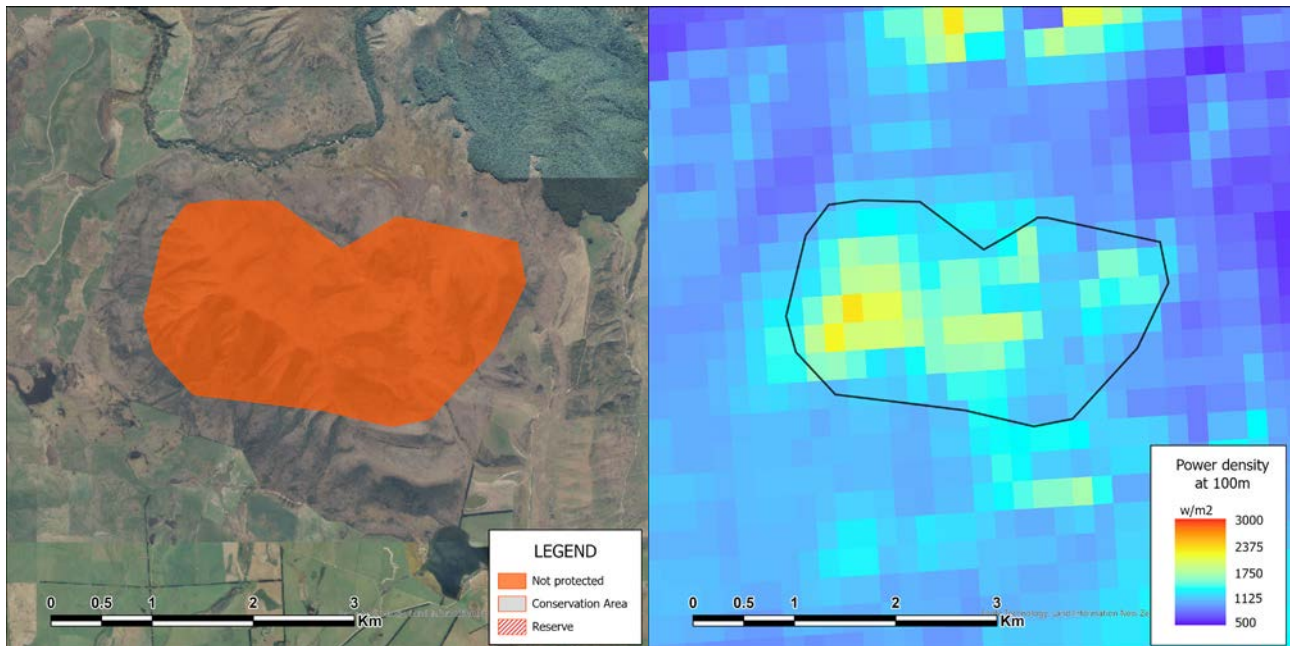 LEGEND
Not protected
Conservation Area
Reserve
0 0.5 1 2 3
Km
Power density
at 100m
w/m2
3000
2375
1750
1125
500
0 0.5 1 2 3
Km